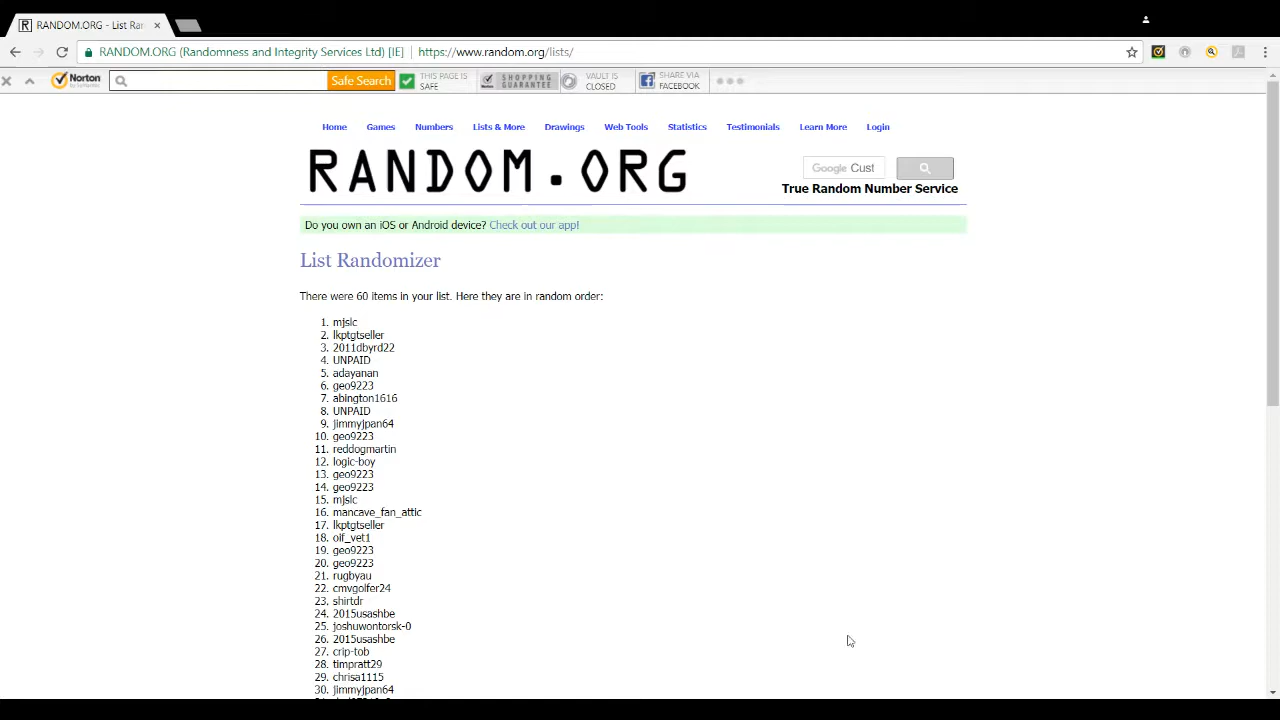 RANDOM.ORG - List Ra
RANDOM.ORG (Randomness and Integrity Services Ltd) [IE]
https://www.random.org/lists/
Norton
by Symantec
Safe Search
THIS PAGE IS
SAFE
SHOPPING
GUARANTEE
VAULT IS
CLOSED
SHARE VIA
FACEBOOK
Home Games Numbers Lists & More Drawings Web Tools Statistics Testimonials Learn More Login
RANDOM.ORG
Google Cust
True Random Number Service
Do you own an iOS or Android device? Check out our app!
List Randomizer
There were 60 items in your list. Here they are in random order:
1. mjslc
2. lkptgtseller
3. 2011dbyrd22
4. UNPAID
5. adayanan
6. geo9223
7. abington1616
8. UNPAID
9. jimmyjpan64
10. geo9223
11. reddogmartin
12. logic-boy
13. geo9223
14. geo9223
15. mjslc
16. mancave_fan_attic
17. lkptgtseller
18. oif_vet1
19. geo9223
20. geo9223
21. rugbyau
22. cmvgolfer24
23. shirtdr
24. 2015usashbe
25. joshuwontorsk-0
26. 2015usashbe
27. crip-tob
28. timpratt29
29. chrisa1115
30. jimmyjpan64